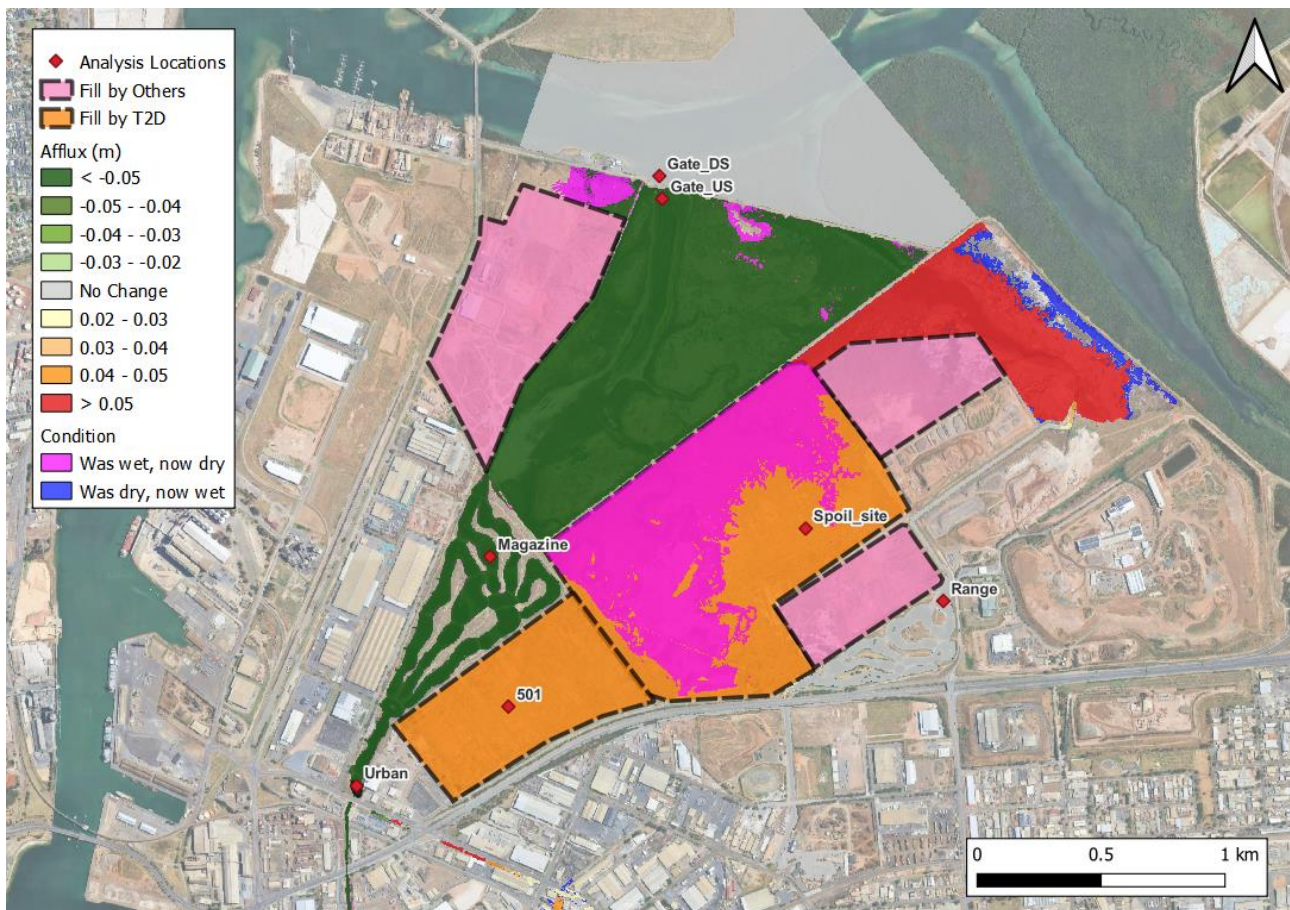 Analysis Locations
Fill by Others
Fill by T2D
Afflux (m)
< -0.05
-0.05 - -0.04
-0.04 - -0.03
-0.03 - -0.02
No Change
0.02 - 0.03
0.03 - 0.04
0.04 - 0.05
> 0.05
Condition
Was wet, now dry
Was dry, now wet
Gate_DS
Gate_US
Spoil_site
Magazine
Range
501
Urban
0 0.5 1 km